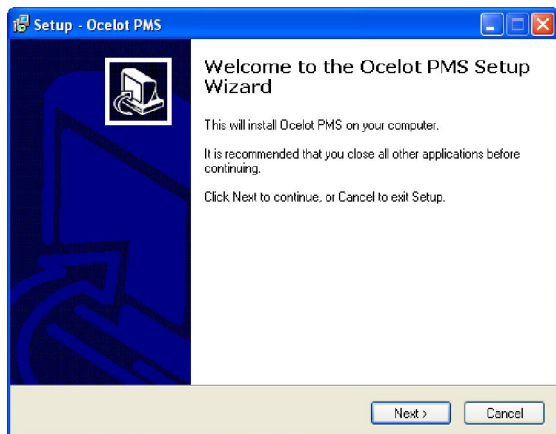 Setup - Ocelot PMS
Welcome to the Ocelot PMS Setup
Wizard
This will install Ocelot PMS on your computer.
It is recommended that you close all other applications before
continuing.
Click Next to continue, or Cancel to exit Setup.
Next >
Cancel